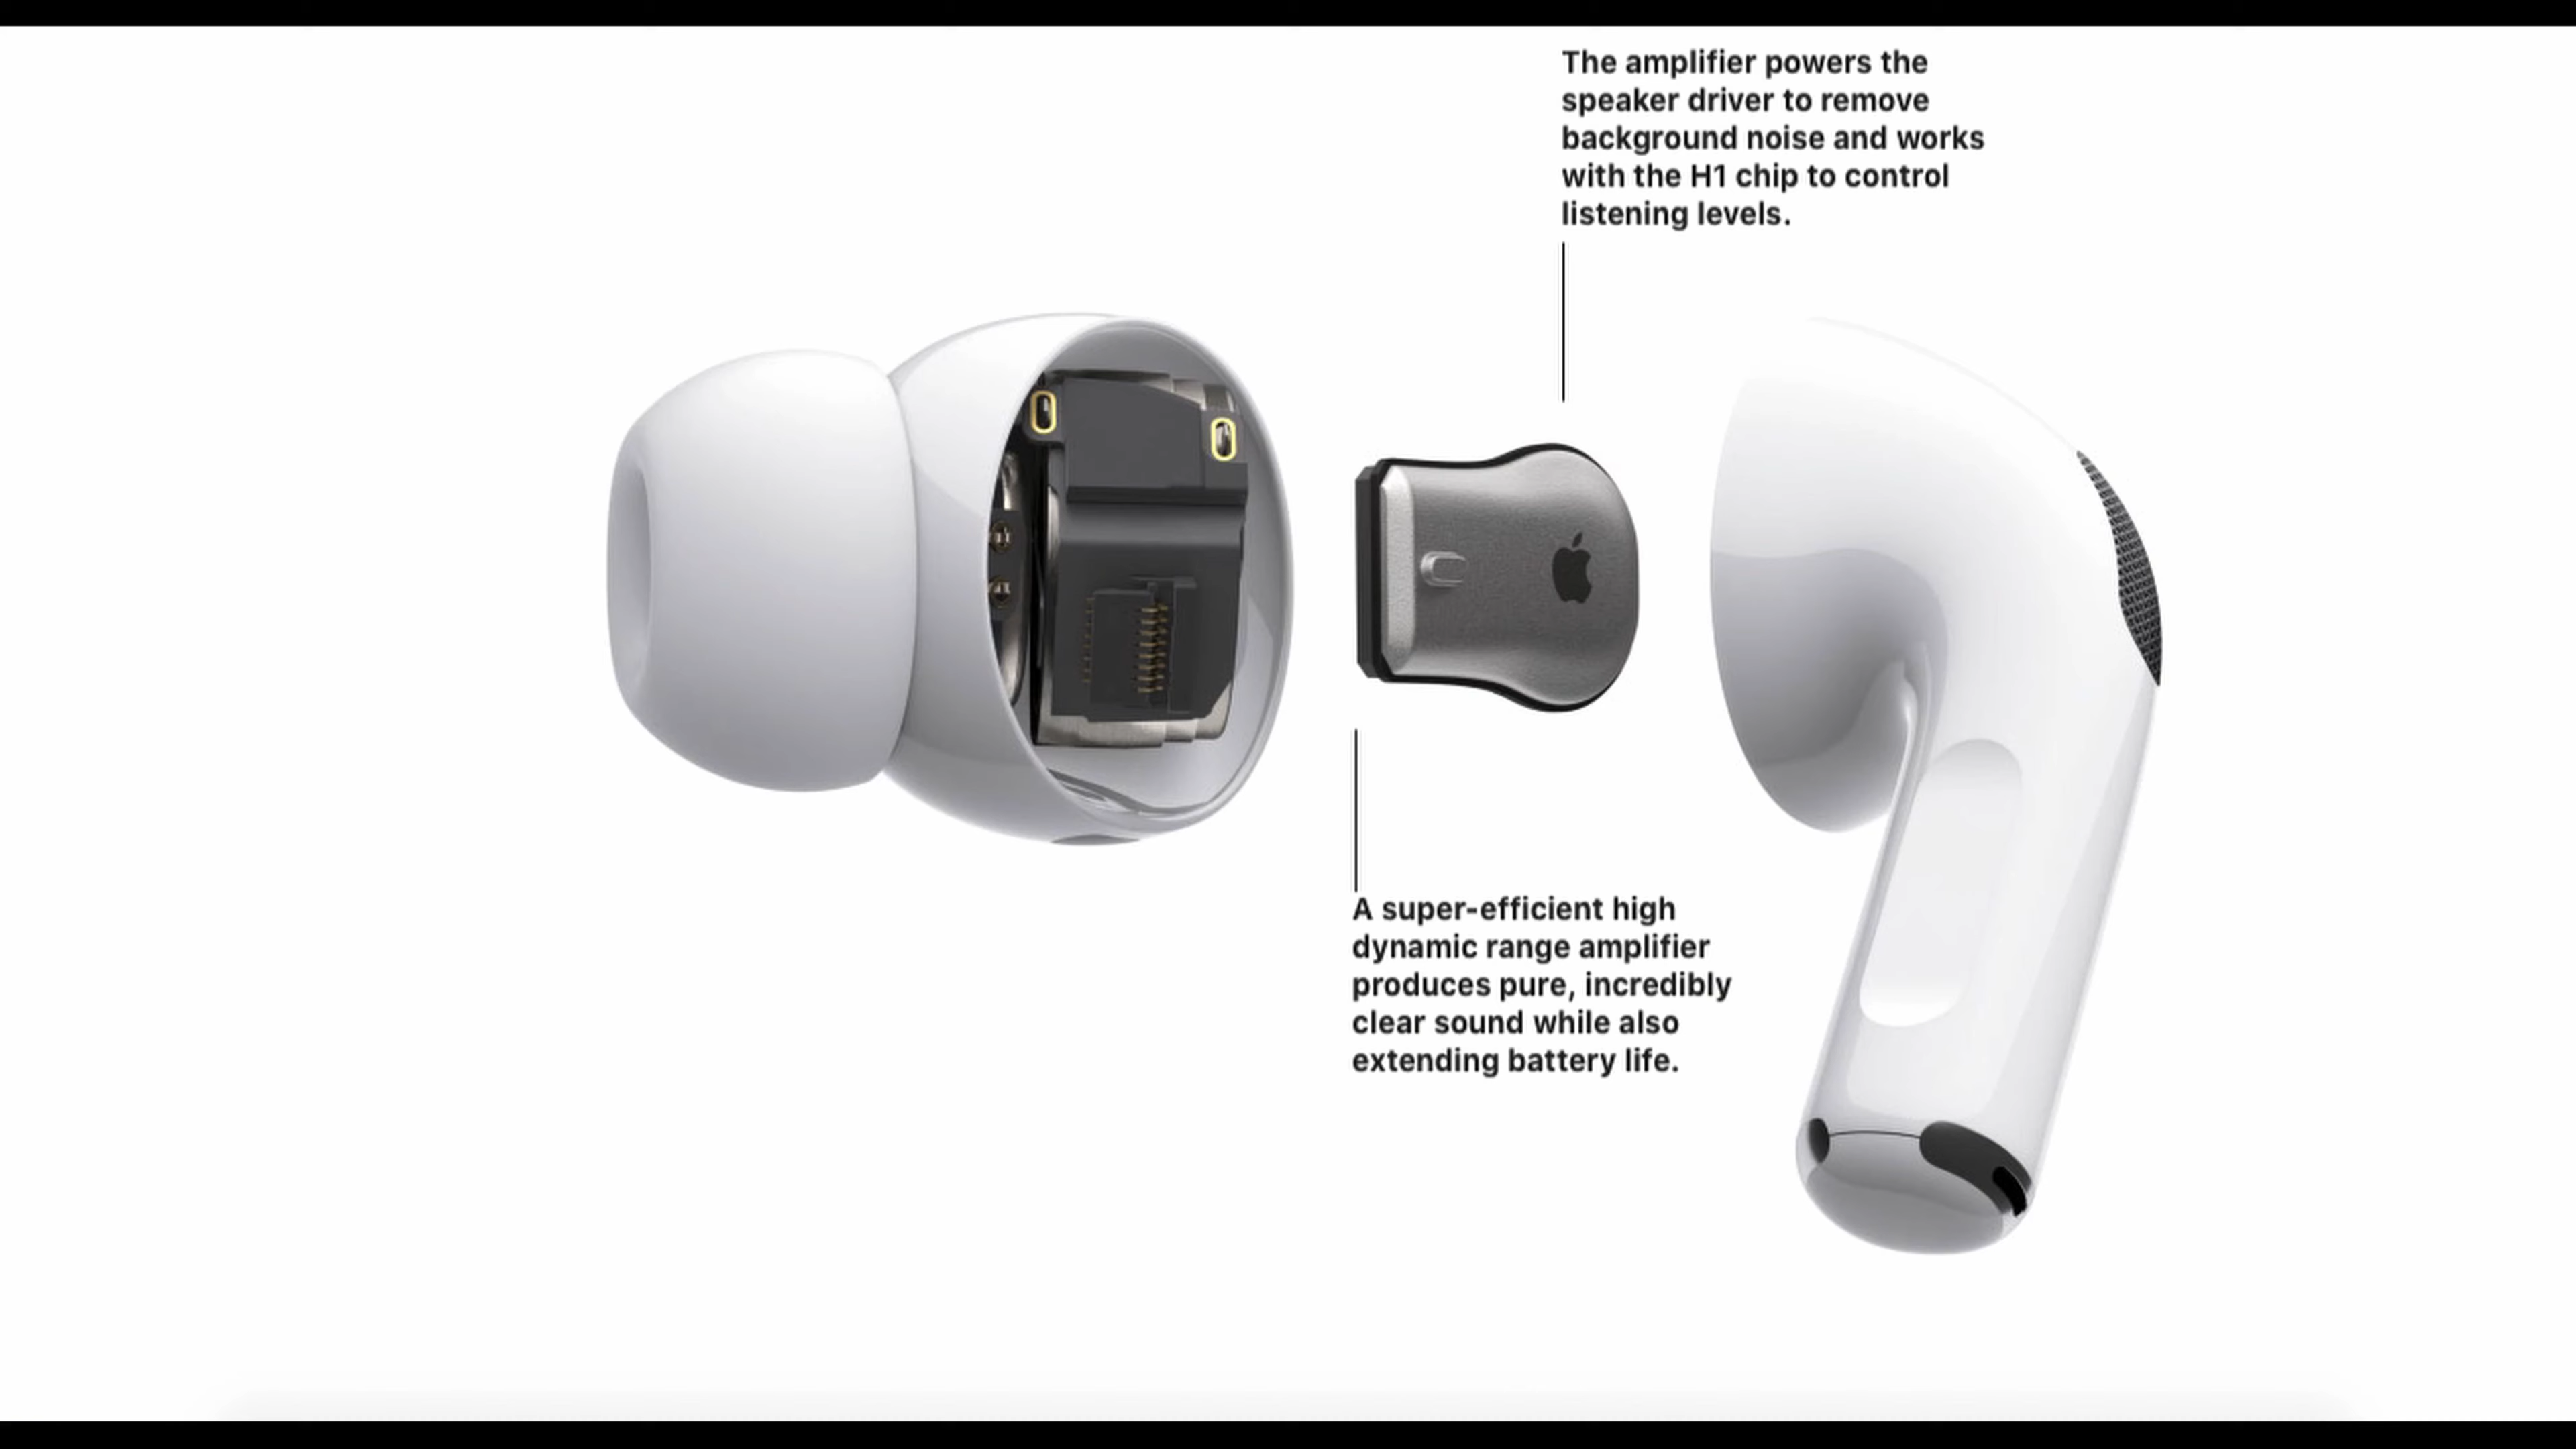 The amplifier powers the
speaker driver to remove
background noise and works
with the H1 chip to control
listening levels.
A super-efficient high
dynamic range amplifier
produces pure, incredibly
clear sound while also
extending battery life.